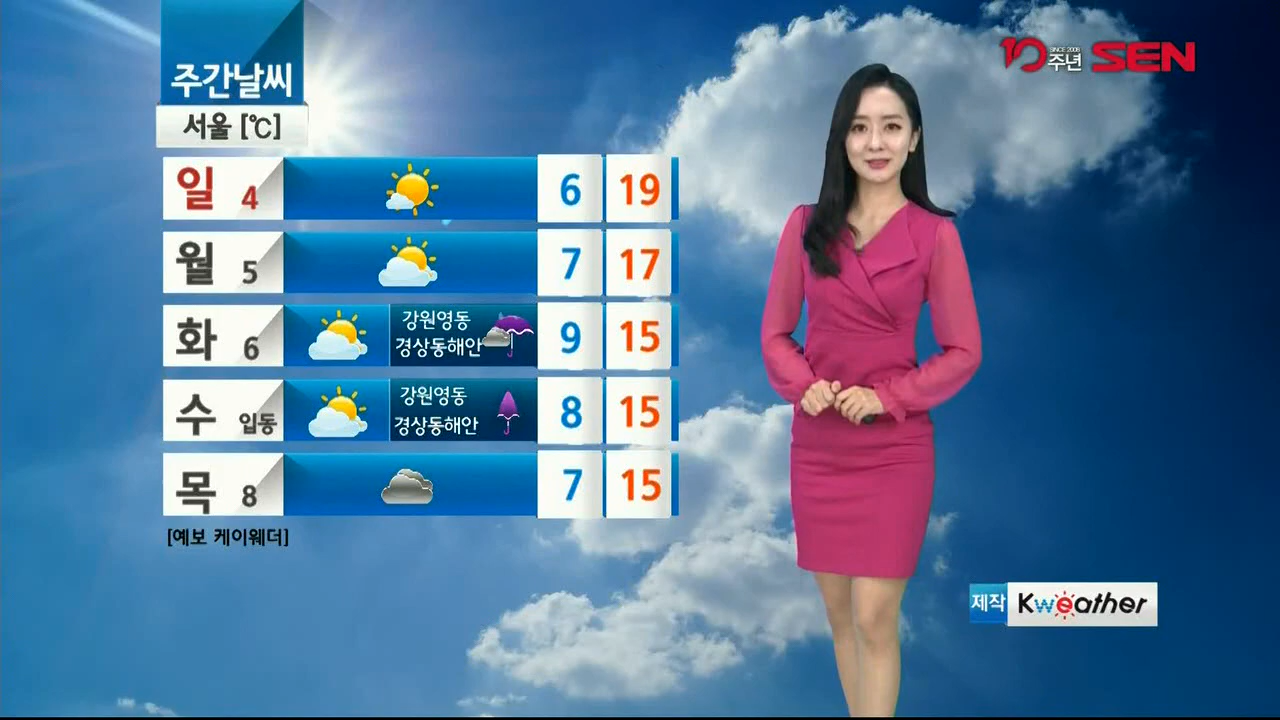 주간날씨
서울 [℃]
일 4 6 19
월 5 7 17
화 6 강원영동 경상동해안 9 15
수 입동 강원영동 경상동해안 8 15
목 8 7 15
[예보 케이웨더]
10주년 SINCE 2008 SEN
제작 Kweather